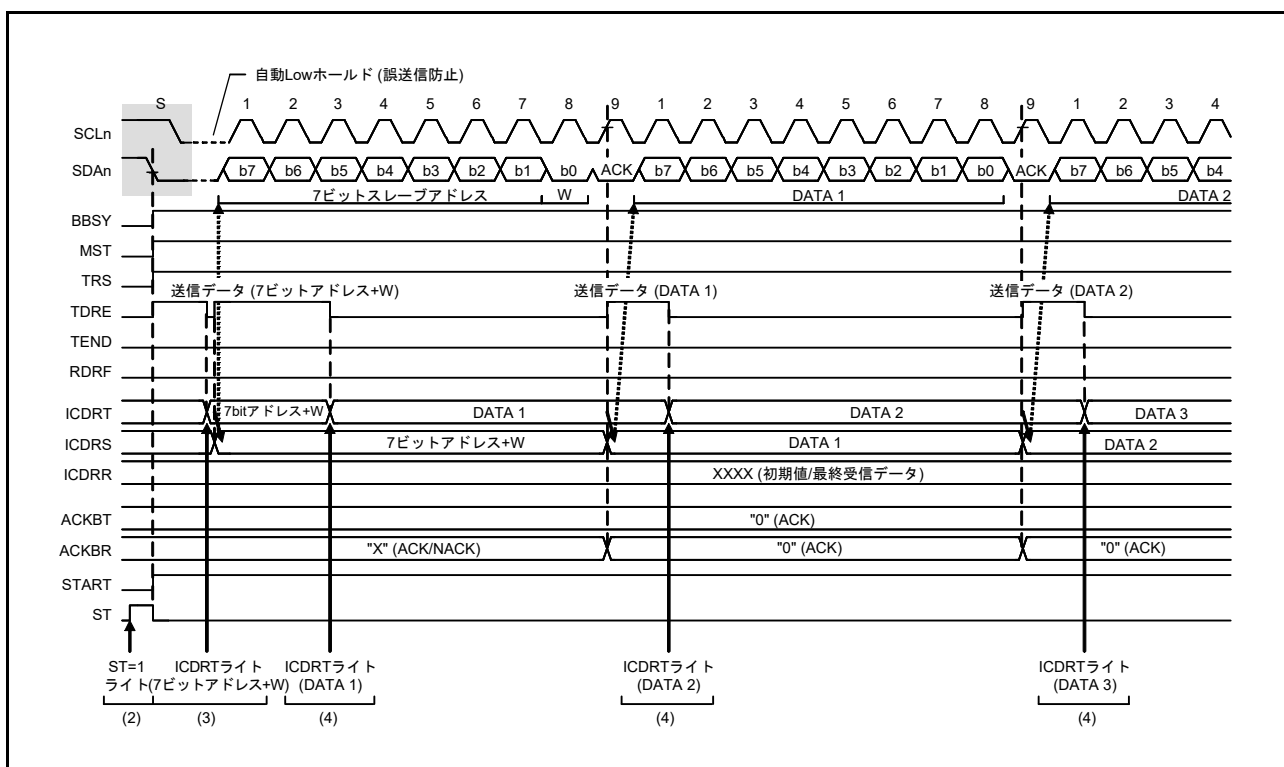 自動Lowホールド (誤送信防止)
S 1 2 3 4 5 6 7 8 9 1 2 3 4 5 6 7 8 9 1 2 3 4
SCLn
SDAn b7 b6 b5 b4 b3 b2 b1 b0 ACK b7 b6 b5 b4 b3 b2 b1 b0 ACK b7 b6 b5 b4
7ビットスレーブアドレス W DATA 1 DATA 2
BBSY
MST
TRS
送信データ (7ビットアドレス+W) 送信データ (DATA 1) 送信データ (DATA 2)
TDRE
TEND
RDRF
ICDRT 7bitアドレス+W DATA 1 DATA 2 DATA 3
ICDRS 7ビットアドレス+W DATA 1 DATA 2
ICDRR XXXX (初期値/最終受信データ)
ACKBT "0" (ACK)
ACKBR "X" (ACK/NACK) "0" (ACK) "0" (ACK)
START
ST
ST=1 ICDRTライト ICDRTライト ICDRTライト ICDRTライト
ライト (7ビットアドレス+W) (DATA 1) (DATA 2) (DATA 3)
(2) (3) (4) (4) (4)